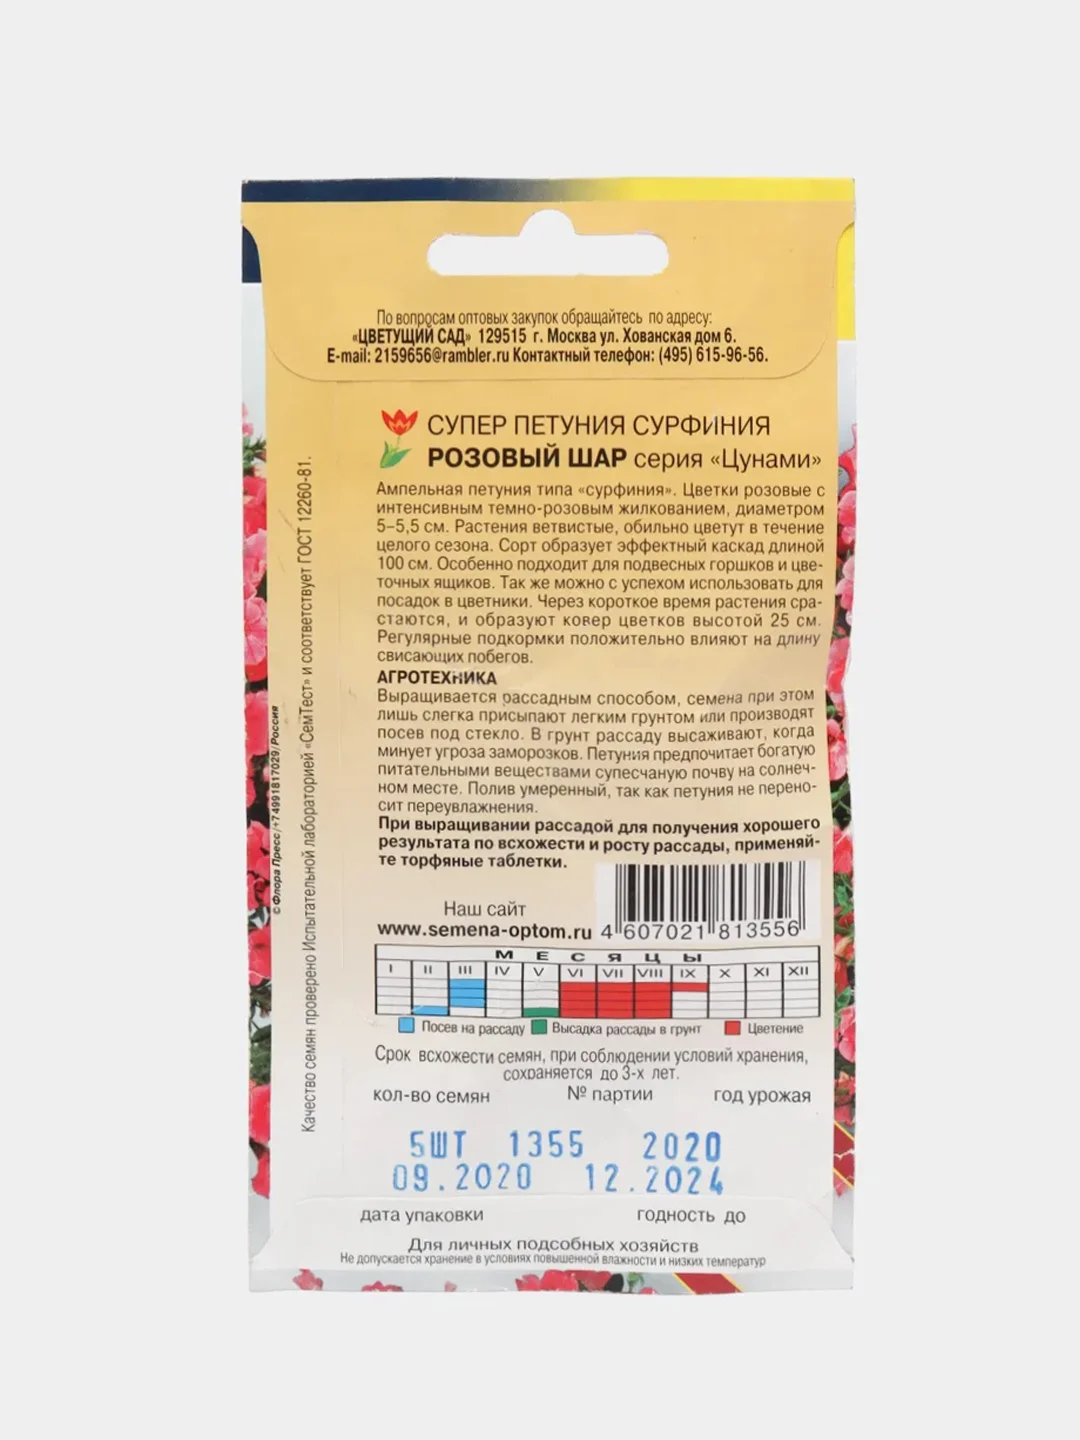 По вопросам оптовых закупок обращайтесь по адресу:
«ЦВЕТУЩИЙ САД» 129515 г. Москва ул. Хованская дом 6.
E-mail: 2159656@rambler.ru Контактный телефон: (495) 615-96-56.
СУПЕР ПЕТУНИЯ СУРФИНИЯ
РОЗОВЫЙ ШАР серия «Цунами»
Ампельная петуния типа «сурфиния». Цветки розовые с
интенсивным темно-розовым жилкованием, диаметром
5–5,5 см. Растения ветвистые, обильно цветут в течение
целого сезона. Сорт образует эффектный каскад длиной
100 см. Особенно подходит для подвесных горшков и цве-
точных ящиков. Так же можно с успехом использовать для
посадок в цветники. Через короткое время растения сра-
стаются, и образуют ковер цветков высотой 25 см.
Регулярные подкормки положительно влияют на длину
свисающих побегов.
АГРОТЕХНИКА
Выращивается рассадным способом, семена при этом
лишь слегка присыпают легким грунтом или производят
посев под стекло. В грунт рассаду высаживают, когда
минует угроза заморозков. Петуния предпочитает богатую
питательными веществами супесчаную почву на солнеч-
ном месте. Полив умеренный, так как петуния не перено-
сит переувлажнения.
При выращивании рассадой для получения хорошего
результата по всхожести и росту рассады, применяй-
те торфяные таблетки.
Наш сайт
www.semena-optom.ru
4 607021 813556
МЕСЯЦЫ
I II III IV V VI VII VIII IX X XI XII
Посев на рассаду Высадка рассады в грунт Цветение
Срок всхожести семян, при соблюдении условий хранения,
сохраняется до 3-х лет.
кол-во семян № партии год урожая
5ШТ 1355 2020
09.2020 12.2024
дата упаковки годность до
Для личных подсобных хозяйств
Не допускается хранение в условиях повышенной влажности и низких температур
Качество семян проверено Испытательной лабораторией «СемТест» и соответствует ГОСТ 12260-81.
© Флора Пресс/+74991817029/Россия